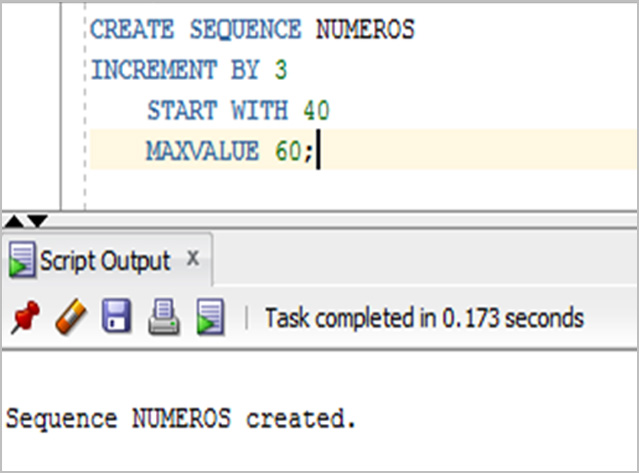 CREATE SEQUENCE NUMEROS
INCREMENT BY 3
START WITH 40
MAXVALUE 60;
Script Output x
Task completed in 0.173 seconds
Sequence NUMEROS created.